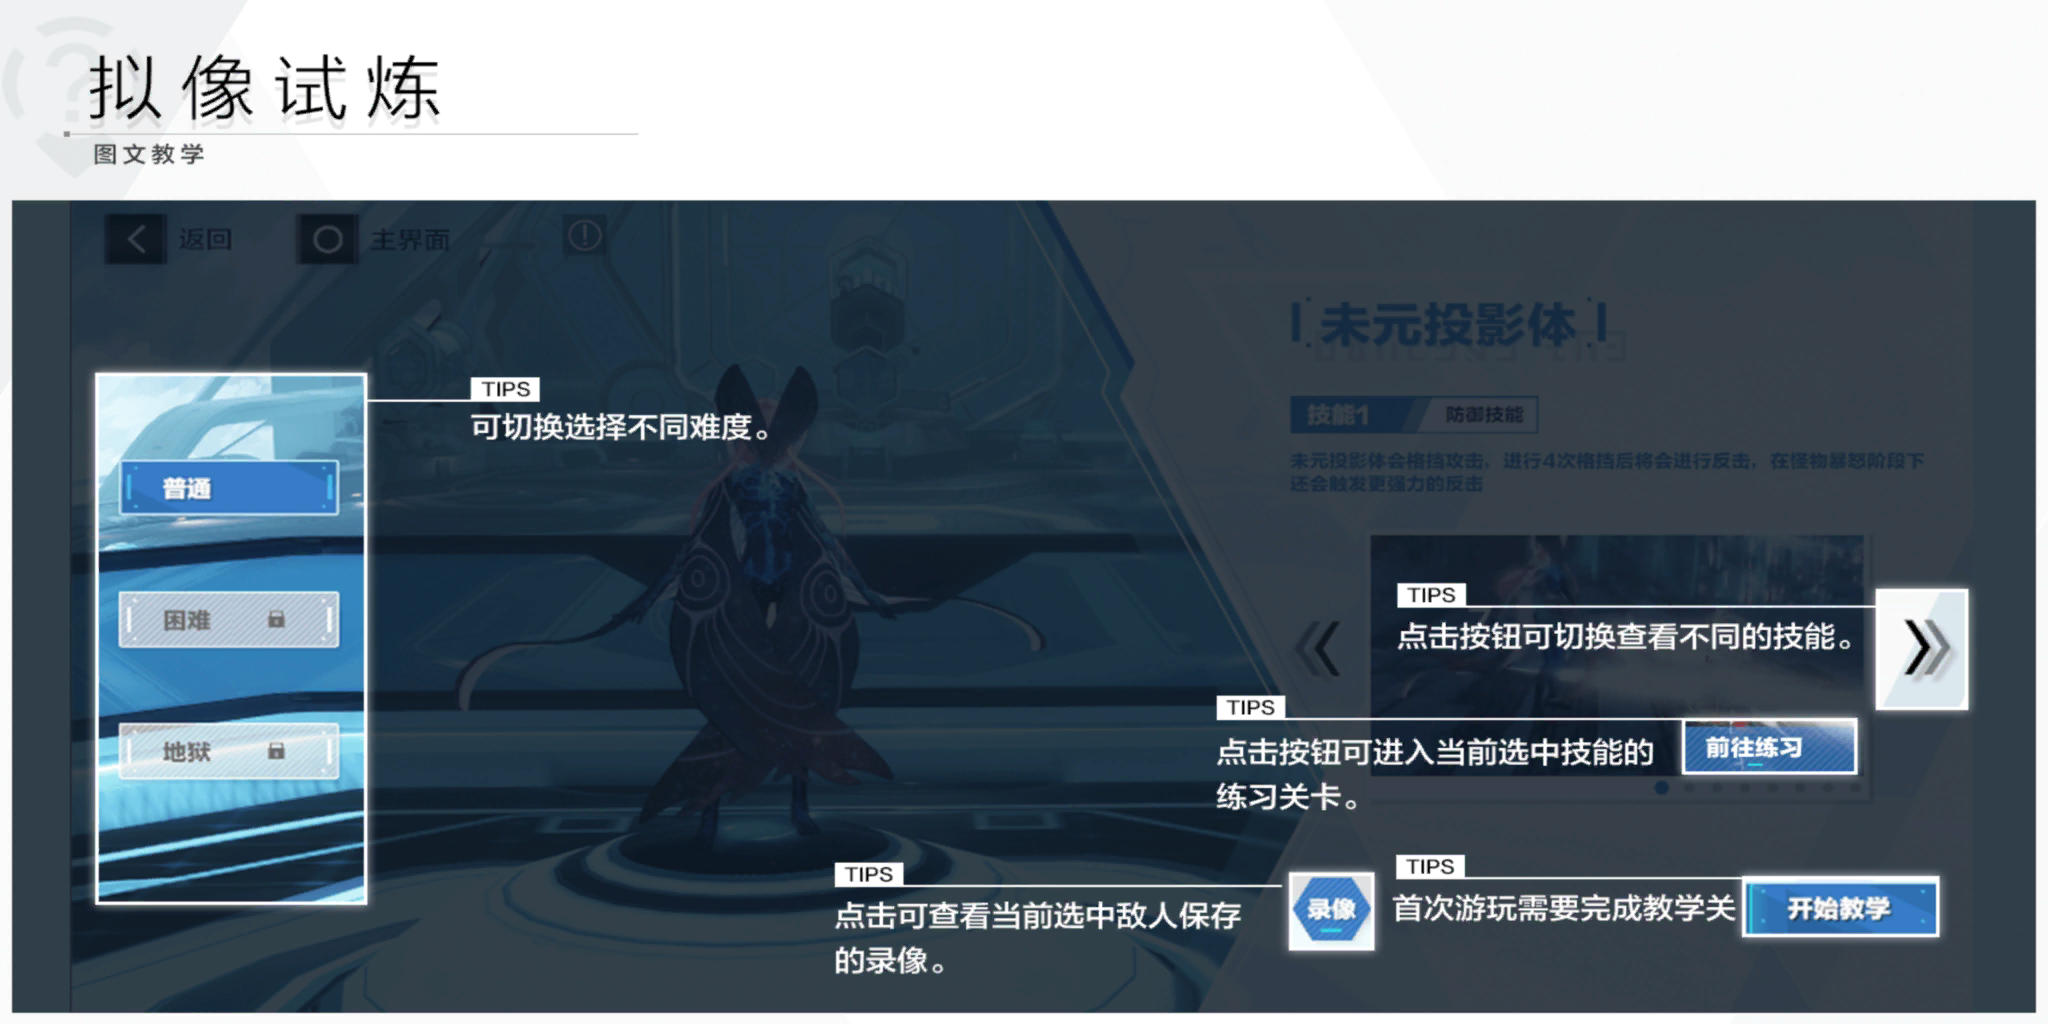 拟像试炼
图文教学
返回
主界面
未元投影体
TIPS
可切换选择不同难度。
技能1
防御技能
未元投影体会格挡攻击，进行4次格挡后将会进行反击，在怪物暴怒阶段下
还会触发更强力的反击
普通
困难
地狱
TIPS
点击按钮可切换查看不同的技能。
TIPS
点击按钮可进入当前选中技能的
练习关卡。
前往练习
TIPS
点击可查看当前选中敌人保存
的录像。
录像
TIPS
首次游玩需要完成教学关
开始教学